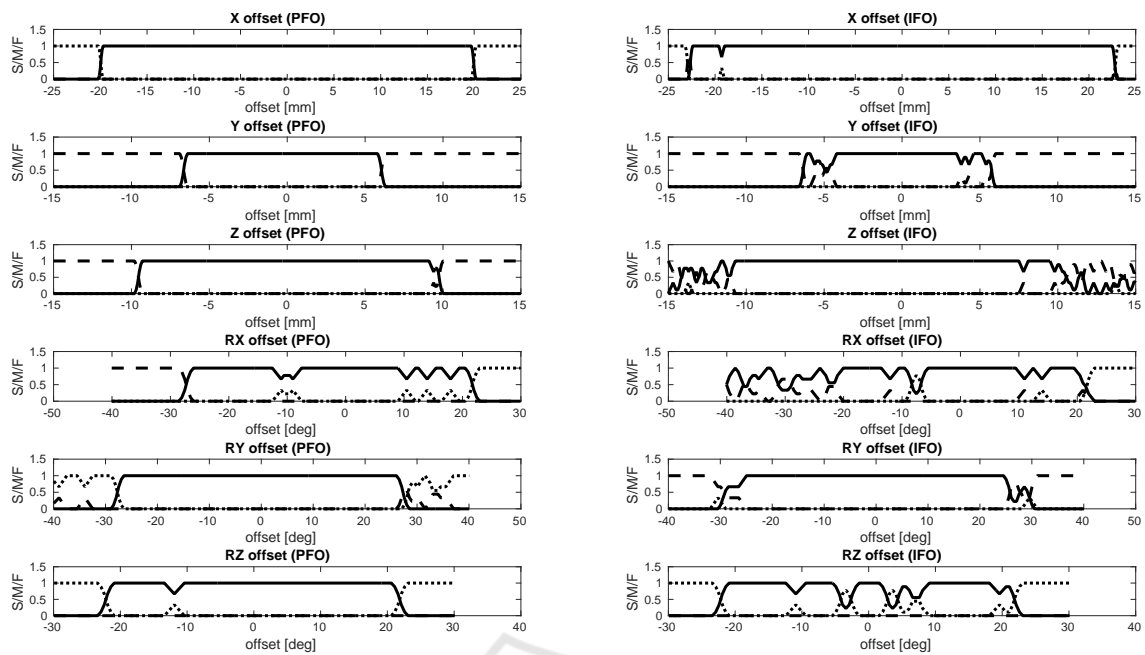 X offset (PFO)
S/M/F
1.5
1
0.5
0
-25 -20 -15 -10 -5 0 5 10 15 20 25
offset [mm]
Y offset (PFO)
S/M/F
1.5
1
0.5
0
-15 -10 -5 0 5 10 15
offset [mm]
Z offset (PFO)
S/M/F
1.5
1
0.5
0
-15 -10 -5 0 5 10 15
offset [mm]
RX offset (PFO)
S/M/F
1.5
1
0.5
0
-50 -40 -30 -20 -10 0 10 20 30
offset [deg]
RY offset (PFO)
S/M/F
1.5
1
0.5
0
-40 -30 -20 -10 0 10 20 30 40 50
offset [deg]
RZ offset (PFO)
S/M/F
1.5
1
0.5
0
-30 -20 -10 0 10 20 30 40
offset [deg]
X offset (IFO)
S/M/F
1.5
1
0.5
0
-25 -20 -15 -10 -5 0 5 10 15 20 25
offset [mm]
Y offset (IFO)
S/M/F
1.5
1
0.5
0
-15 -10 -5 0 5 10 15
offset [mm]
Z offset (IFO)
S/M/F
1.5
1
0.5
0
-15 -10 -5 0 5 10 15
offset [mm]
RX offset (IFO)
S/M/F
1.5
1
0.5
0
-50 -40 -30 -20 -10 0 10 20 30
offset [deg]
RY offset (IFO)
S/M/F
1.5
1
0.5
0
-40 -30 -20 -10 0 10 20 30 40 50
offset [deg]
RZ offset (IFO)
S/M/F
1.5
1
0.5
0
-30 -20 -10 0 10 20 30 40
offset [deg]